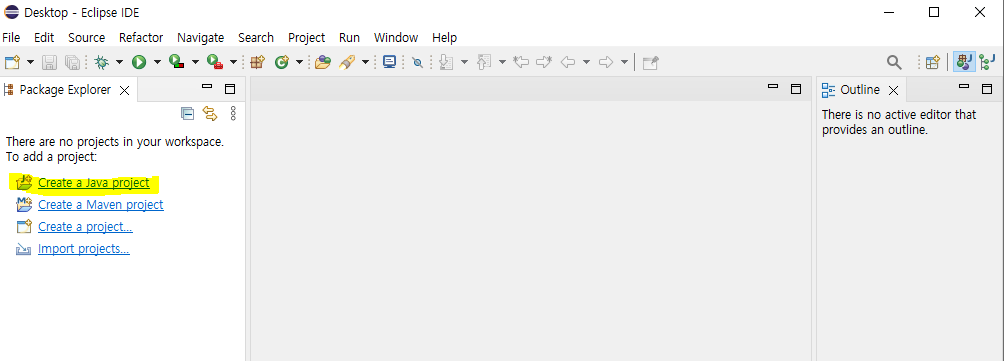 Desktop - Eclipse IDE
File Edit Source Refactor Navigate Search Project Run Window Help
Package Explorer
Outline
There are no projects in your workspace.
To add a project:
Create a Java project
Create a Maven project
Create a project...
Import projects...
There is no active editor that
provides an outline.